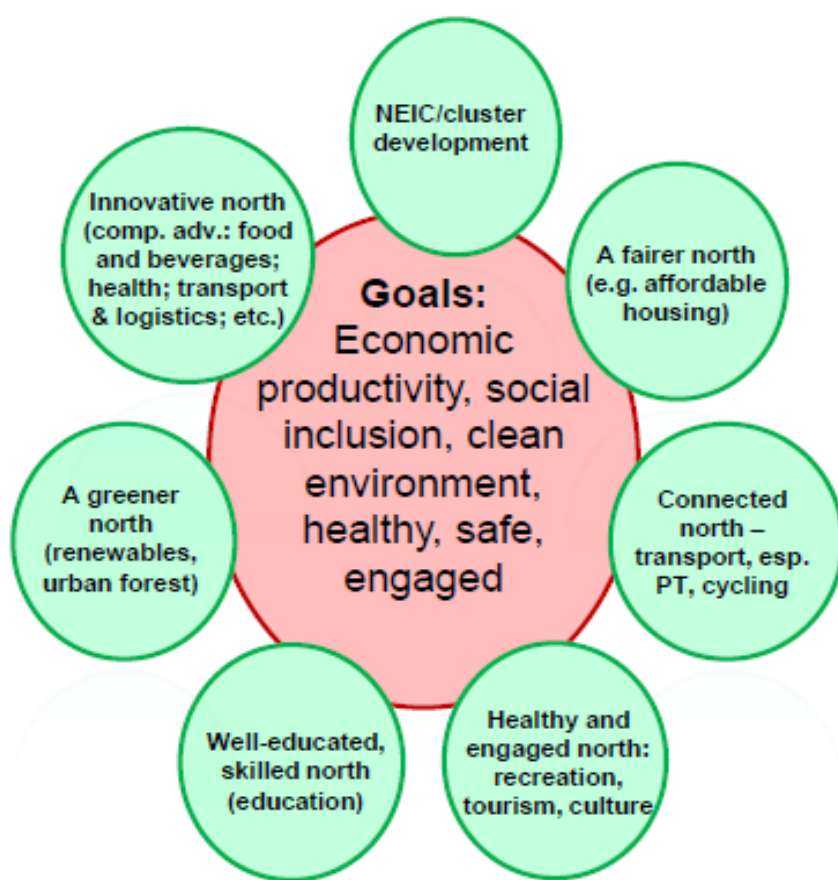 NEIC/cluster
development
Innovative north
(comp. adv.: food
and beverages;
health; transport
& logistics; etc.)
A fairer north
(e.g. affordable
housing)
Goals:
Economic
productivity, social
inclusion, clean
environment,
healthy, safe,
engaged
A greener
north
(renewables,
urban forest)
Connected
north –
transport, esp.
PT, cycling
Well-educated,
skilled north
(education)
Healthy and
engaged north:
recreation,
tourism, culture